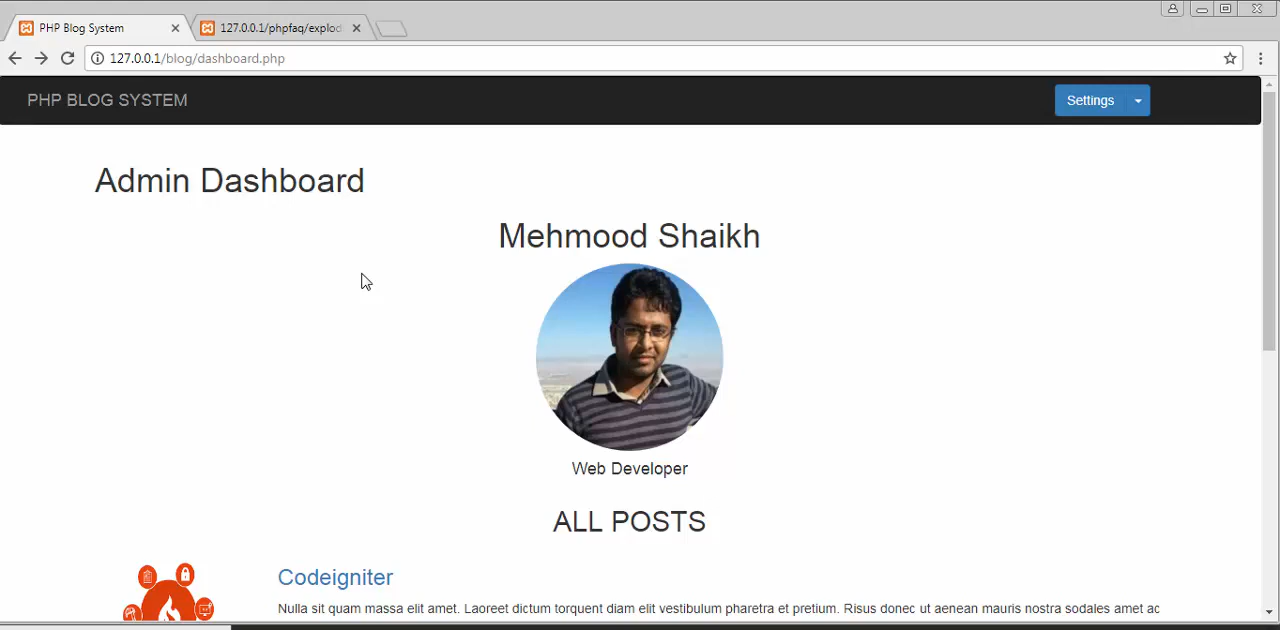 PHP Blog System
127.0.0.1/phpfaq/explod
127.0.0.1/blog/dashboard.php
PHP BLOG SYSTEM
Settings
Admin Dashboard
Mehmood Shaikh
Web Developer
ALL POSTS
Codeigniter
Nulla sit quam massa elit amet. Laoreet dictum torquent diam elit vestibulum pharetra et pretium. Risus donec ut aenean mauris nostra sodales amet ac